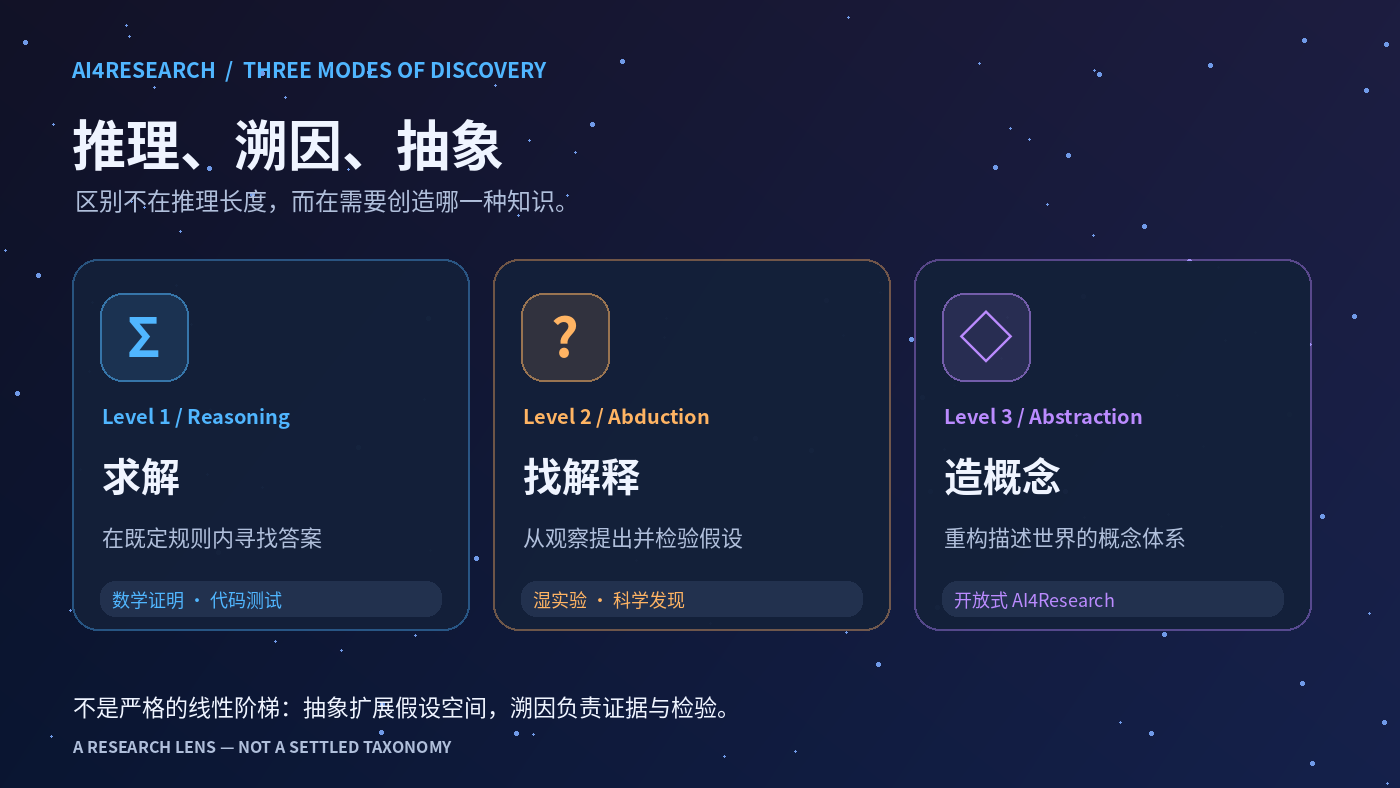 AI4RESEARCH / THREE MODES OF DISCOVERY
推理、溯因、抽象
区别不在推理长度，而在需要创造哪一种知识。
Σ
Level 1 / Reasoning
求解
在既定规则内寻找答案
数学证明 · 代码测试
?
Level 2 / Abduction
找解释
从观察提出并检验假设
湿实验 · 科学发现
Level 3 / Abstraction
造概念
重构描述世界的概念体系
开放式 AI4Research
不是严格的线性阶梯：抽象扩展假设空间，溯因负责证据与检验。
A RESEARCH LENS — NOT A SETTLED TAXONOMY